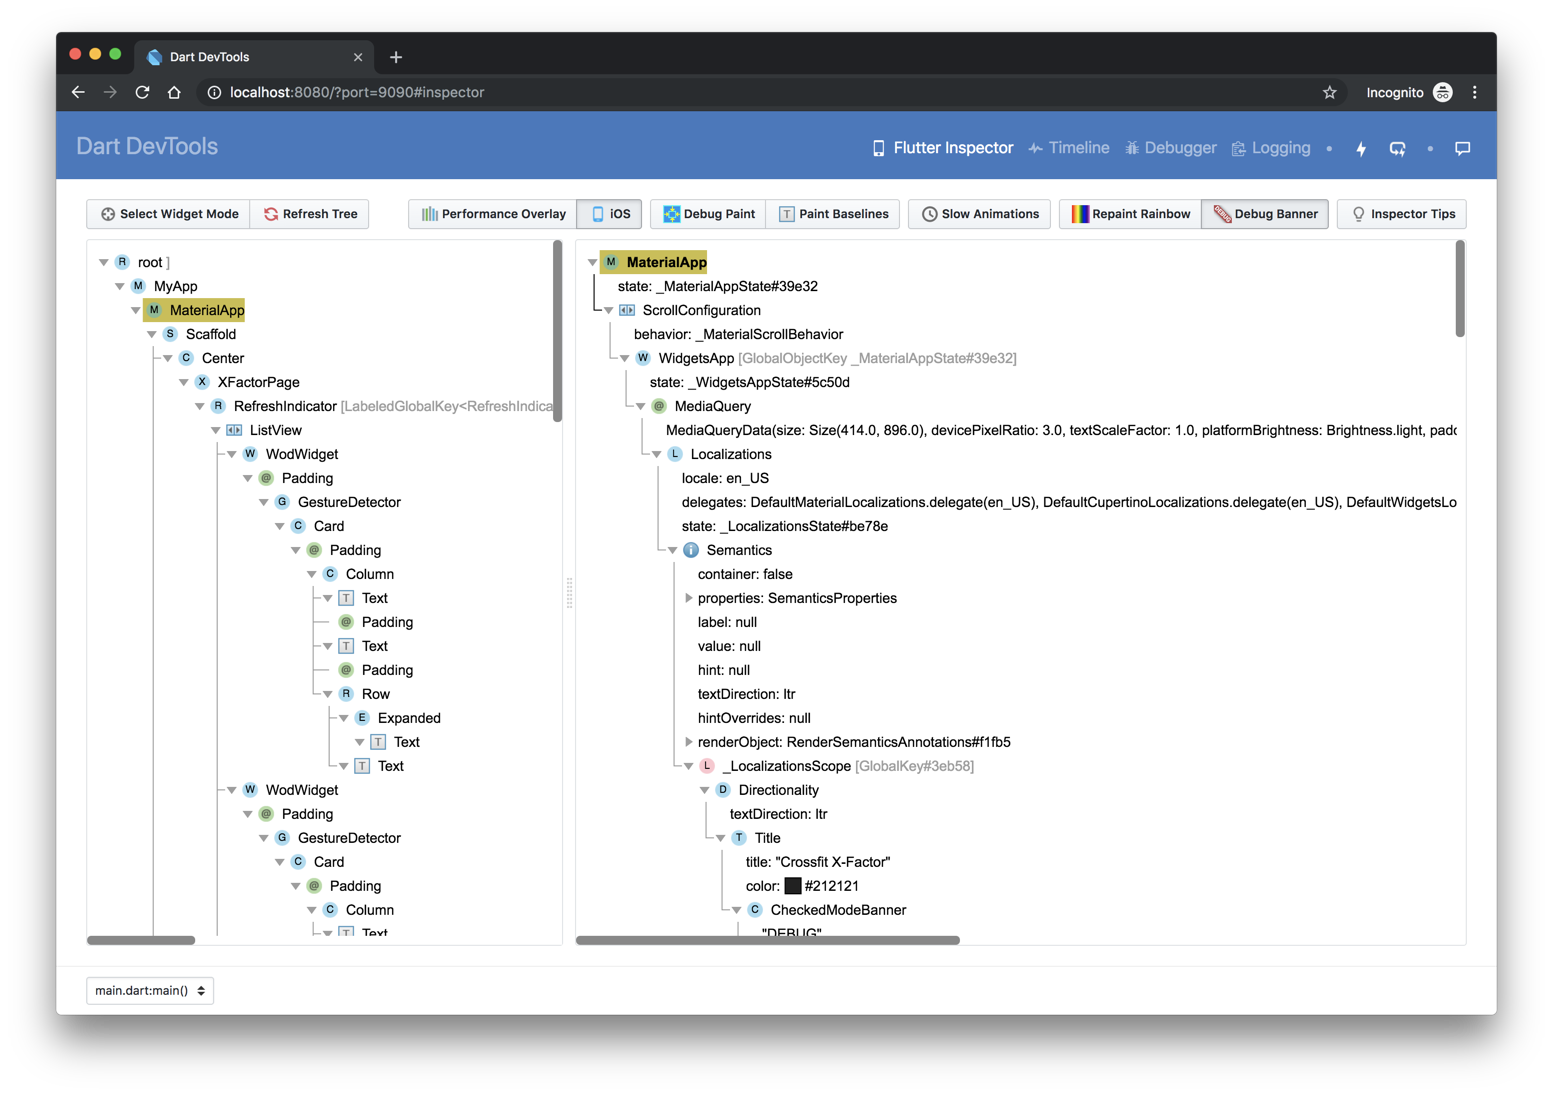 Dart DevTools
localhost:8080/?port=9090#inspector
Incognito
Dart DevTools
Flutter Inspector Timeline Debugger Logging
Select Widget Mode Refresh Tree Performance Overlay iOS Debug Paint Paint Baselines Slow Animations Repaint Rainbow Debug Banner Inspector Tips
R root ]
M MyApp
M MaterialApp
S Scaffold
C Center
X XFactorPage
R RefreshIndicator [LabeledGlobalKey<RefreshIndica
ListView
W WodWidget
@ Padding
G GestureDetector
C Card
@ Padding
C Column
T Text
@ Padding
T Text
@ Padding
R Row
E Expanded
T Text
T Text
W WodWidget
@ Padding
G GestureDetector
C Card
@ Padding
C Column
T Text
M MaterialApp
state: _MaterialAppState#39e32
ScrollConfiguration
behavior: _MaterialScrollBehavior
W WidgetsApp [GlobalObjectKey _MaterialAppState#39e32]
state: _WidgetsAppState#5c50d
@ MediaQuery
MediaQueryData(size: Size(414.0, 896.0), devicePixelRatio: 3.0, textScaleFactor: 1.0, platformBrightness: Brightness.light, padd
L Localizations
locale: en_US
delegates: DefaultMaterialLocalizations.delegate(en_US), DefaultCupertinoLocalizations.delegate(en_US), DefaultWidgetsLo
state: _LocalizationsState#be78e
i Semantics
container: false
properties: SemanticsProperties
label: null
value: null
hint: null
textDirection: ltr
hintOverrides: null
renderObject: RenderSemanticsAnnotations#f1fb5
L _LocalizationsScope [GlobalKey#3eb58]
D Directionality
textDirection: ltr
T Title
title: "Crossfit X-Factor"
color: #212121
C CheckedModeBanner
"DEBUG"
main.dart:main()